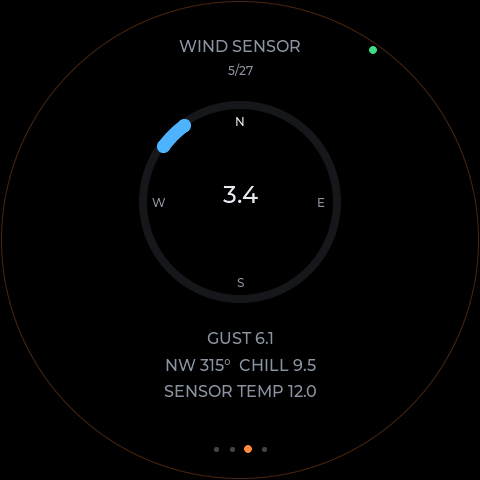 WIND SENSOR
5/27
N
W 3.4 E
S
GUST 6.1
NW 315° CHILL 9.5
SENSOR TEMP 12.0